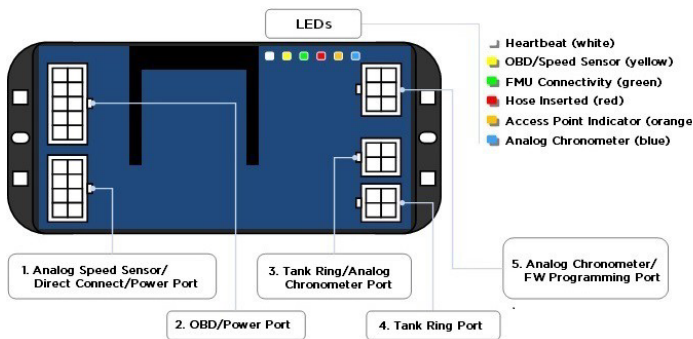 LEDs
Heartbeat (white)
OBD/Speed Sensor (yellow)
FMU Connectivity (green)
Hose Inserted (red)
Access Point Indicator (orange
Analog Chronometer (blue)
1. Analog Speed Sensor/
Direct Connect/Power Port
3. Tank Ring/Analog
Chronometer Port
5. Analog Chronometer/
FW Programming Port
2. OBD/Power Port
4. Tank Ring Port